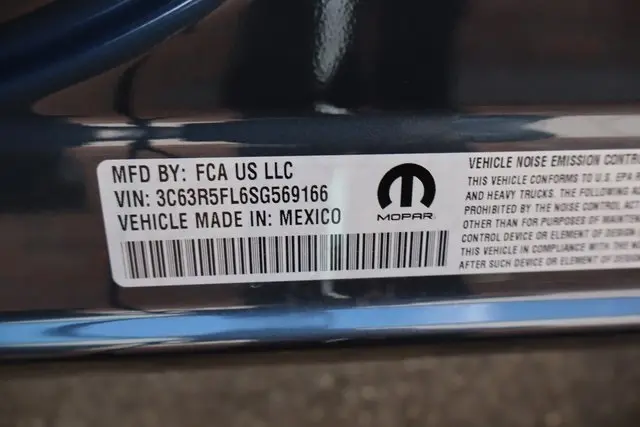 MFD BY: FCA US LLC
VIN: 3C63R5FL6SG569166
VEHICLE MADE IN: MEXICO
MOPAR
VEHICLE NOISE EMISSION CONTROL
THIS VEHICLE CONFORMS TO U.S. EPA R
AND HEAVY TRUCKS. THE FOLLOWING A
PROHIBITED BY THE NOISE CONTROL ACT
OTHER THAN FOR PURPOSES OF MAINTEN
CONTROL DEVICE OR ELEMENT OF DESIGN
THIS VEHICLE IN COMPLIANCE WITH THE
AFTER SUCH DEVICE OR ELEMENT OF DESIGN